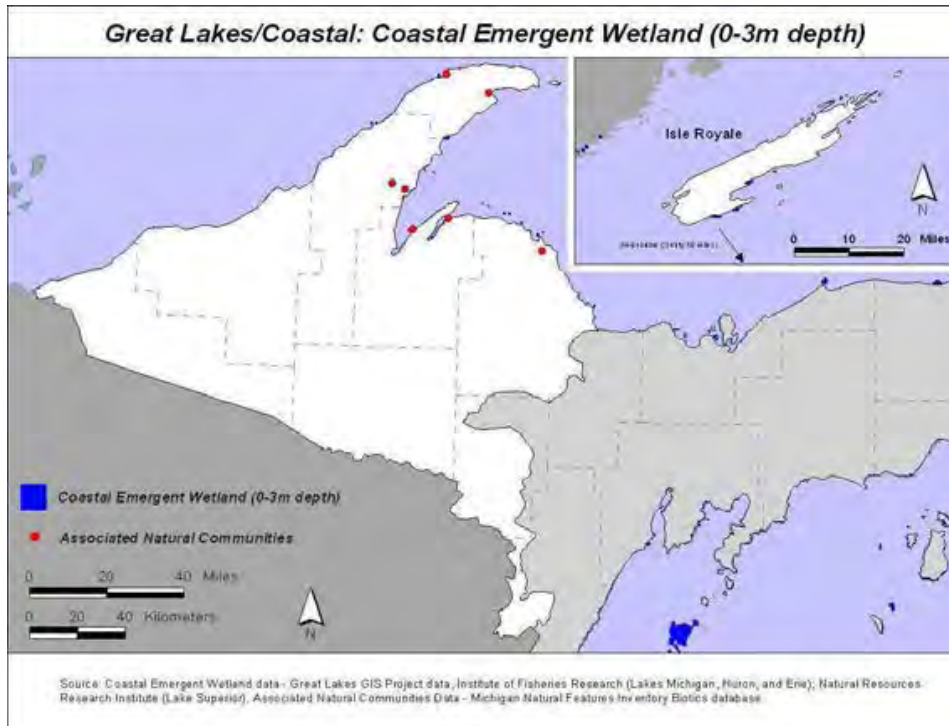 Great Lakes/Coastal: Coastal Emergent Wetland (0-3m depth)
Isle Royale
N
0 10 20 Miles
Coastal Emergent Wetland (0-3m depth)
Associated Natural Communities
0 20 40 Miles
0 20 40 Kilometers
N
Source: Coastal Emergent Wetland data - Great Lakes GIS Project data, Institute of Fisheries Research (Lakes Michigan, Huron, and Erie); Natural Resources
Research Institute (Lake Superior). Associated Natural Communities Data - Michigan Natural Features Inventory Biotics database